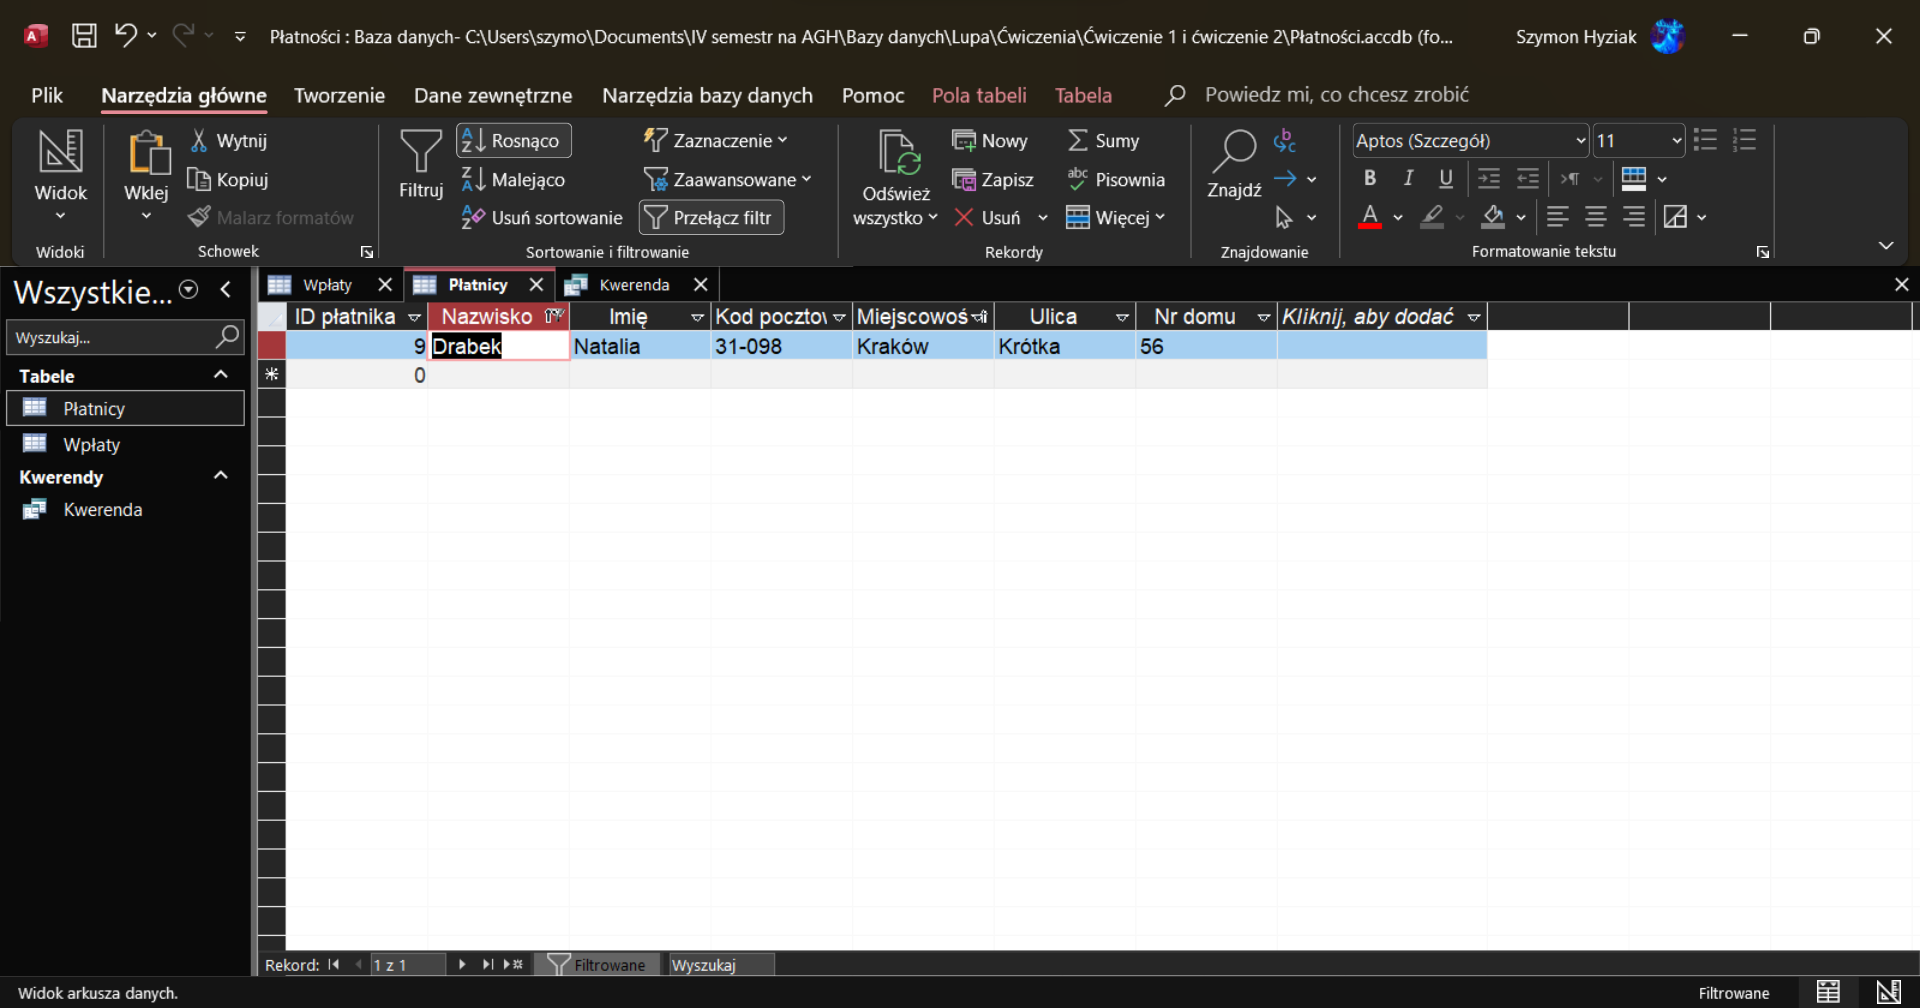 Płatności : Baza danych- C:\Users\szymo\Documents\IV semestr na AGH\Bazy danych\Lupa\Ćwiczenia\Ćwiczenie 1 i ćwiczenie 2\Płatności.accdb (fo...
Szymon Hyziak
Plik
Narzędzia główne
Tworzenie
Dane zewnętrzne
Narzędzia bazy danych
Pomoc
Pola tabeli
Tabela
Powiedz mi, co chcesz zrobić
Widok
Widoki
Wklej
Wytnij
Kopiuj
Malarz formatów
Schowek
Filtruj
Rosnąco
Malejąco
Usuń sortowanie
Zaznaczenie
Zaawansowane
Przełącz filtr
Sortowanie i filtrowanie
Odśwież
wszystko
Nowy
Zapisz
Usuń
Sumy
Pisownia
Więcej
Rekordy
Znajdź
Znajdowanie
Aptos (Szczegół)
11
B I U
A
Formatowanie tekstu
Wszystkie...
Wyszukaj...
Tabele
Płatnicy
Wpłaty
Kwerendy
Kwerenda
Wpłaty
Płatnicy
Kwerenda
ID płatnika Nazwisko Imię Kod poczto Miejscowoś Ulica Nr domu Kliknij, aby dodać
9 Drabek Natalia 31-098 Kraków Krótka 56
0
Rekord: 1 z 1 Filtrowane Wyszukaj
Widok arkusza danych.
Filtrowane